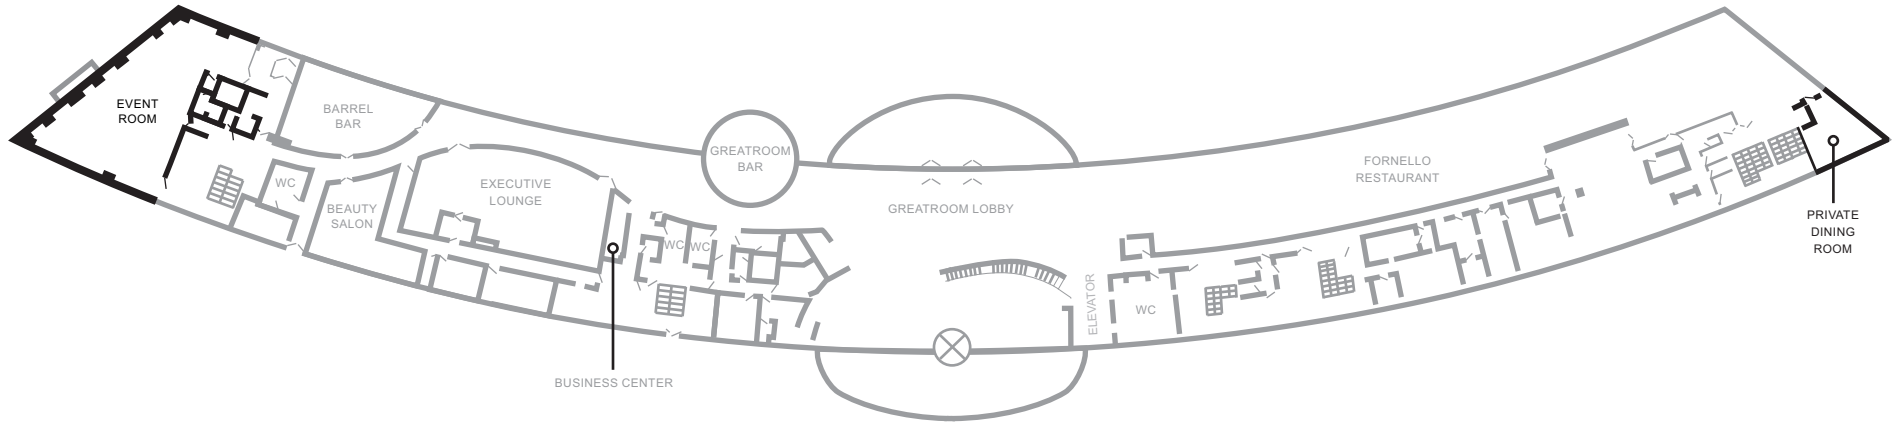 EVENT
ROOM
BARREL
BAR
WC
BEAUTY
SALON
EXECUTIVE
LOUNGE
WC
WC
BUSINESS CENTER
GREATROOM
BAR
GREATROOM LOBBY
ELEVATOR
WC
FORNELLO
RESTAURANT
PRIVATE
DINING
ROOM